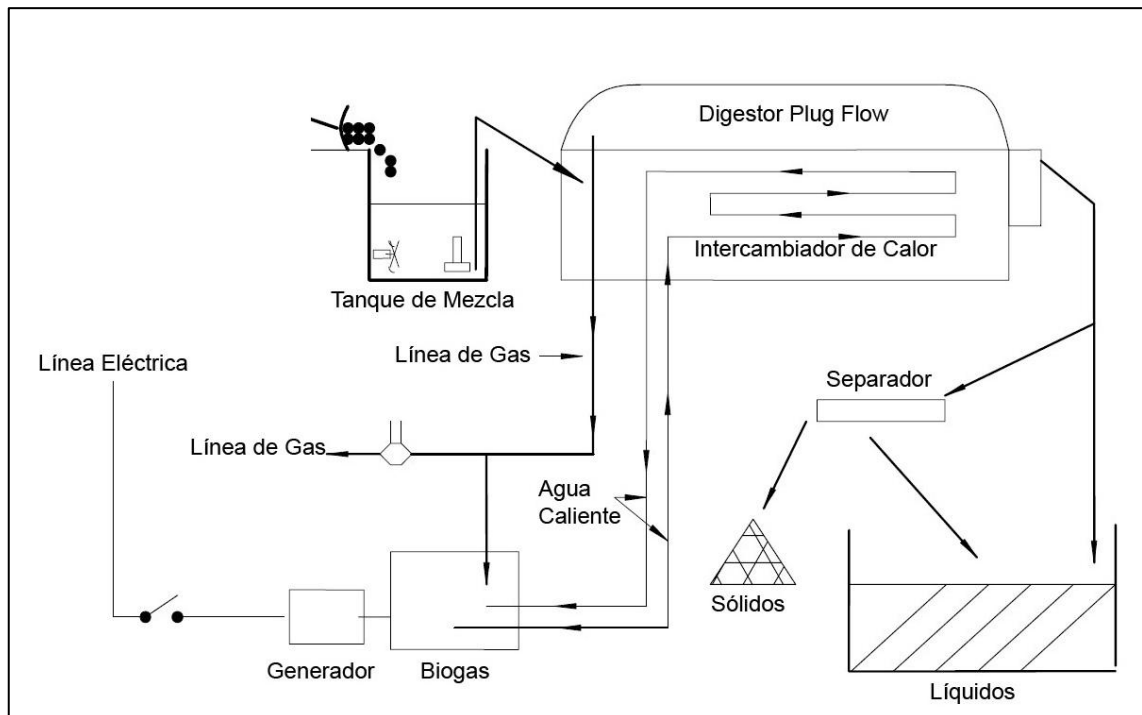 Digestor Plug Flow
Intercambiador de Calor
Tanque de Mezcla
Línea de Gas
Línea Eléctrica
Separador
Línea de Gas
Agua
Caliente
Sólidos
Generador
Biogas
Líquidos